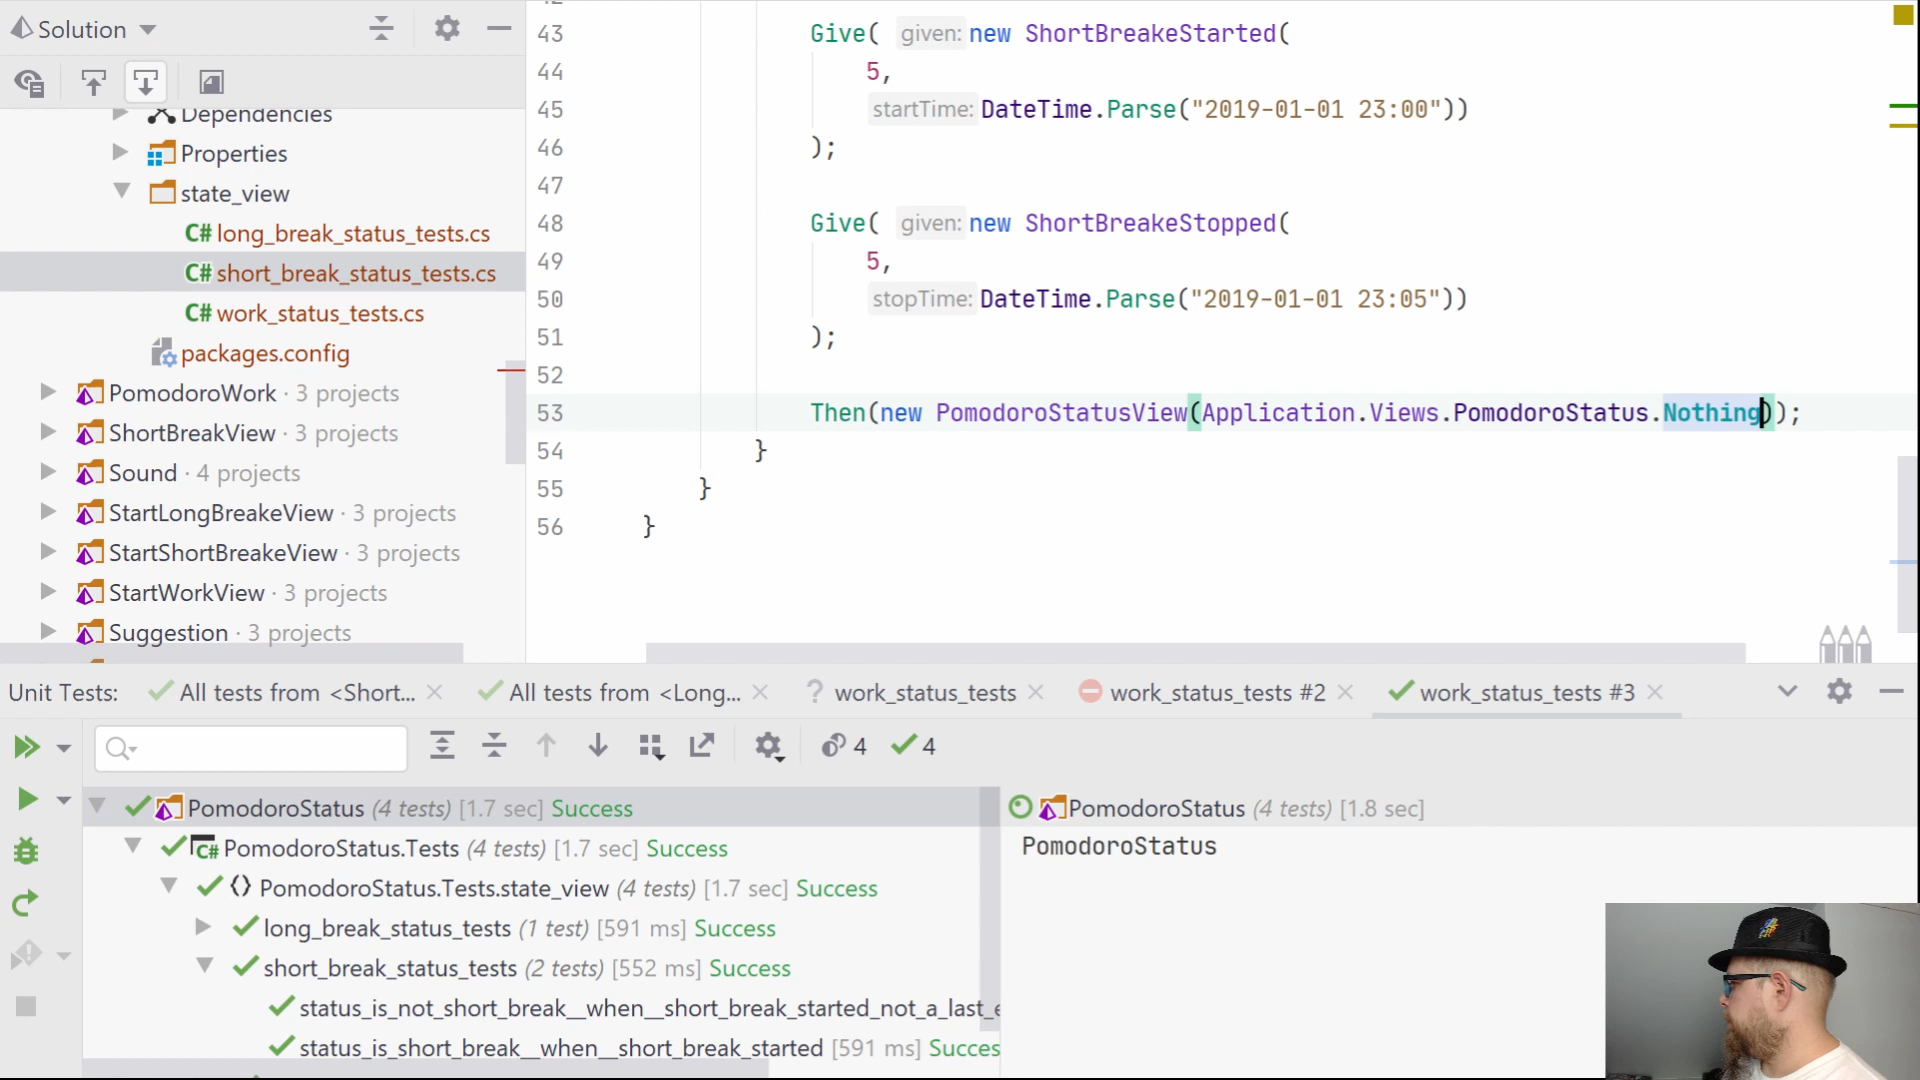 Solution
Dependencies
Properties
state_view
C# long_break_status_tests.cs
C# short_break_status_tests.cs
C# work_status_tests.cs
packages.config
PomodoroWork · 3 projects
ShortBreakView · 3 projects
Sound · 4 projects
StartLongBreakeView · 3 projects
StartShortBreakeView · 3 projects
StartWorkView · 3 projects
Suggestion · 3 projects
43 Give( given: new ShortBreakeStarted(
44 5,
45 startTime: DateTime.Parse("2019-01-01 23:00"))
46 );
47
48 Give( given: new ShortBreakeStopped(
49 5,
50 stopTime: DateTime.Parse("2019-01-01 23:05"))
51 );
52
53 Then(new PomodoroStatusView(Application.Views.PomodoroStatus.Nothing));
54 }
55 }
56 }
Unit Tests: All tests from <Short... All tests from <Long... ? work_status_tests work_status_tests #2 work_status_tests #3
4 4
PomodoroStatus (4 tests) [1.7 sec] Success
C# PomodoroStatus.Tests (4 tests) [1.7 sec] Success
PomodoroStatus.Tests.state_view (4 tests) [1.7 sec] Success
long_break_status_tests (1 test) [591 ms] Success
short_break_status_tests (2 tests) [552 ms] Success
status_is_not_short_break__when__short_break_started_not_a_last_e
status_is_short_break__when__short_break_started [591 ms] Succes
PomodoroStatus (4 tests) [1.8 sec]
PomodoroStatus